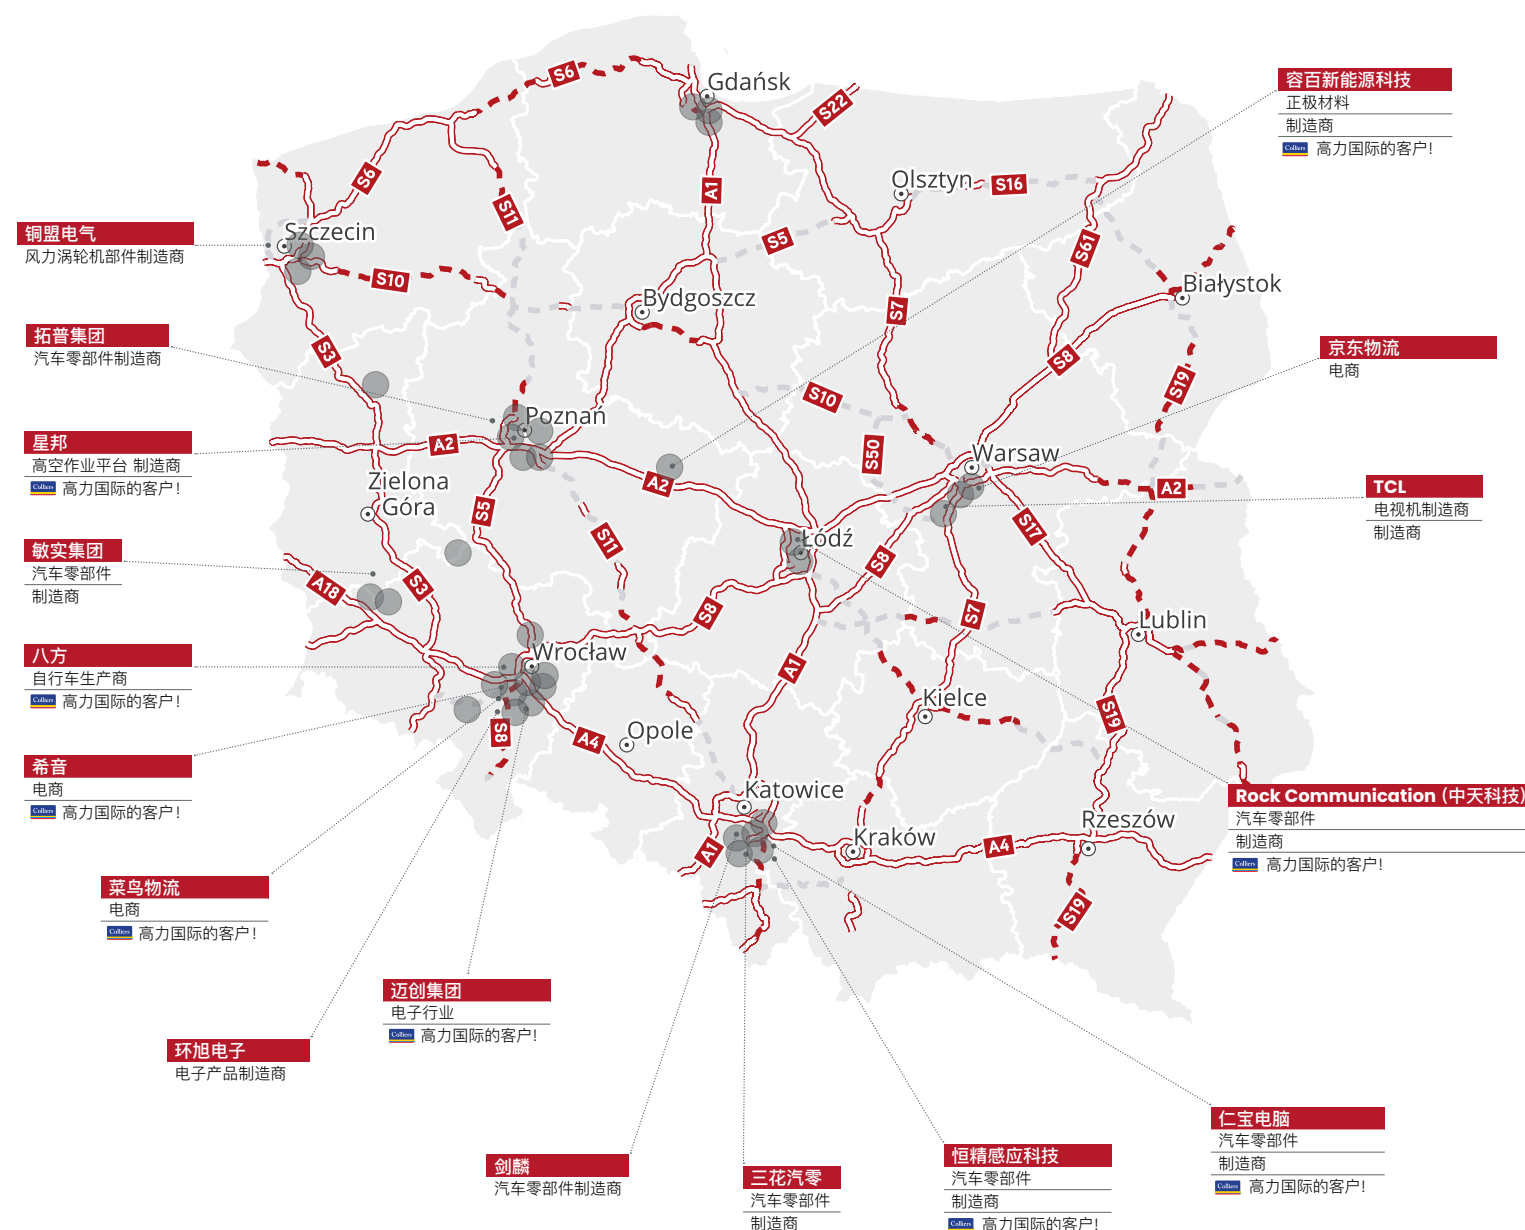 S6
Gdańsk
S22
容百新能源科技
正极材料
制造商
Colliers 高力国际的客户!
S6
S11
A1
Olsztyn
S16
铜盟电气
风力涡轮机部件制造商
Szczecin
S10
S5
S61
Bydgoszcz
S7
Białystok
拓普集团
汽车零部件制造商
S3
S8
S19
京东物流
电商
S10
星邦
高空作业平台 制造商
Colliers 高力国际的客户!
A2
Poznań
S50
Warsaw
A2
A2
TCL
电视机制造商
制造商
Zielona
Góra
S5
S11
Łódź
S8
S17
敏实集团
汽车零部件
制造商
A18
S3
S8
S7
Lublin
八方
自行车生产商
Colliers 高力国际的客户!
Wrocław
A1
Kielce
S19
S8
A4
Opole
希音
电商
Colliers 高力国际的客户!
Katowice
A1
Kraków
A4
Rzeszów
S19
Rock Communication (中天科技)
汽车零部件
制造商
Colliers 高力国际的客户!
菜鸟物流
电商
Colliers 高力国际的客户!
迈创集团
电子行业
Colliers 高力国际的客户!
环旭电子
电子产品制造商
剑麟
汽车零部件制造商
三花汽零
汽车零部件
制造商
恒精感应科技
汽车零部件
制造商
Colliers 高力国际的客户!
仁宝电脑
汽车零部件
制造商
Colliers 高力国际的客户!